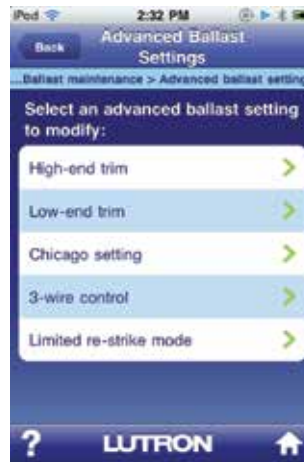 iPod 2:32 PM
Back
Advanced Ballast
Settings
...Ballast maintenance > Advanced ballast setting
Select an advanced ballast setting
to modify:
High-end trim
Low-end trim
Chicago setting
3-wire control
Limited re-strike mode
? LUTRON